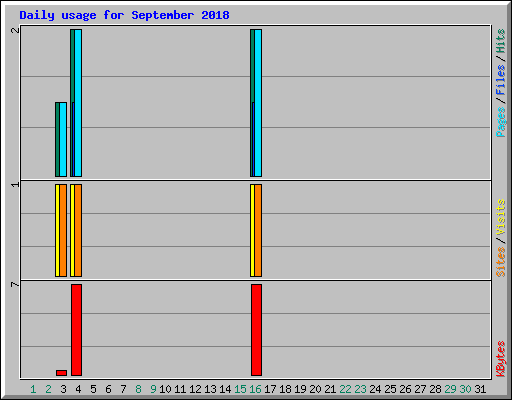 Daily usage for September 2018
2
1
7
Pages / Files / Hits
Sites / Visits
KBytes
1 2 3 4 5 6 7 8 9 10 11 12 13 14 15 16 17 18 19 20 21 22 23 24 25 26 27 28 29 30 31